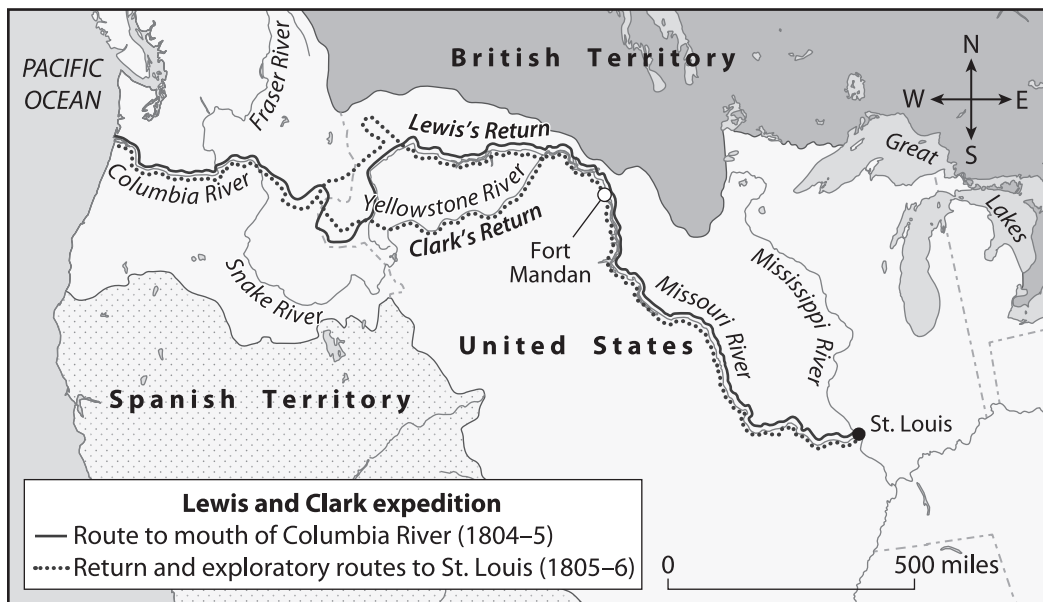 PACIFIC
OCEAN
Fraser River
British Territory
N
W
E
S
Lewis's Return
Great
Lakes
Columbia River
Yellowstone River
Clark's Return
Fort
Mandan
Snake River
Missouri River
Mississippi River
United States
Spanish Territory
St. Louis
Lewis and Clark expedition
Route to mouth of Columbia River (1804–5)
Return and exploratory routes to St. Louis (1805–6)
0
500 miles